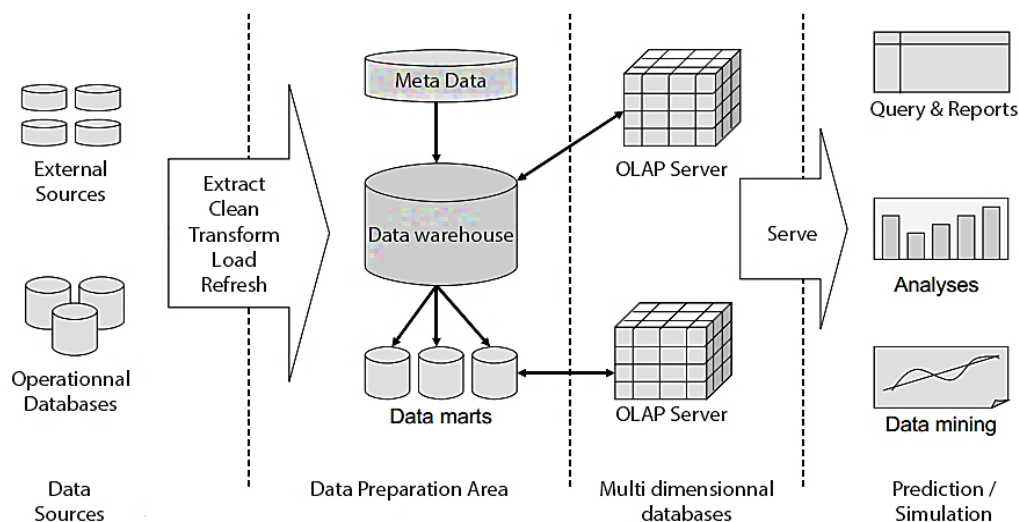 External
Sources
Operationnal
Databases
Data
Sources
Extract
Clean
Transform
Load
Refresh
Meta Data
Data warehouse
Data marts
Data Preparation Area
OLAP Server
OLAP Server
Multi dimensionnal
databases
Serve
Query & Reports
Analyses
Data mining
Prediction /
Simulation